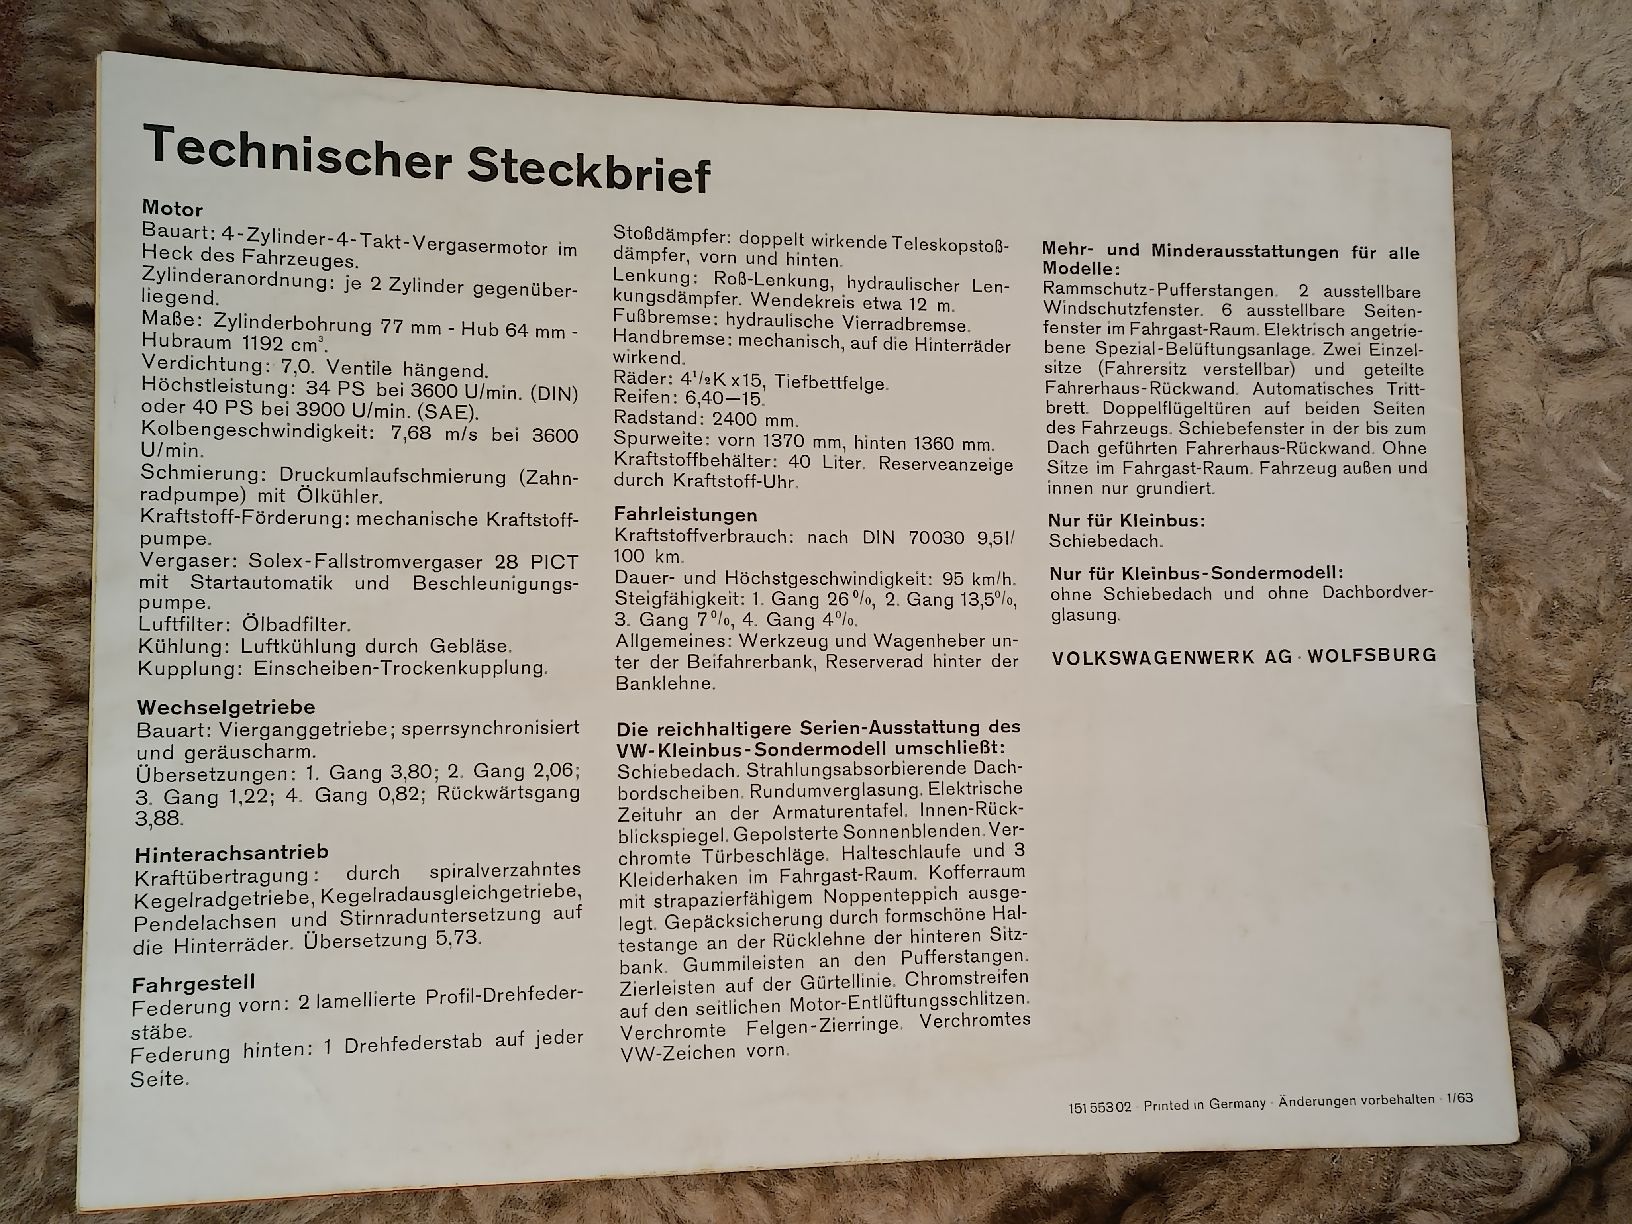 Technischer Steckbrief
Motor
Bauart: 4-Zylinder-4-Takt-Vergasermotor im
Heck des Fahrzeuges.
Zylinderanordnung: je 2 Zylinder gegenüber-
liegend.
Maße: Zylinderbohrung 77 mm - Hub 64 mm -
Hubraum 1192 cm³.
Verdichtung: 7,0. Ventile hängend.
Höchstleistung: 34 PS bei 3600 U/min. (DIN)
oder 40 PS bei 3900 U/min. (SAE).
Kolbengeschwindigkeit: 7,68 m/s bei 3600
U/min.
Schmierung: Druckumlaufschmierung (Zahn-
radpumpe) mit Ölkühler.
Kraftstoff-Förderung: mechanische Kraftstoff-
pumpe.
Vergaser: Solex-Fallstromvergaser 28 PICT
mit Startautomatik und Beschleunigungs-
pumpe.
Luftfilter: Ölbadfilter.
Kühlung: Luftkühlung durch Gebläse.
Kupplung: Einscheiben-Trockenkupplung.
Wechselgetriebe
Bauart: Vierganggetriebe; sperrsynchronisiert
und geräuscharm.
Übersetzungen: 1. Gang 3,80; 2. Gang 2,06;
3. Gang 1,22; 4. Gang 0,82; Rückwärtsgang
3,88.
Hinterachsantrieb
Kraftübertragung: durch spiralverzahntes
Kegelradgetriebe, Kegelradausgleichgetriebe,
Pendelachsen und Stirnraduntersetzung auf
die Hinterräder. Übersetzung 5,73.
Fahrgestell
Federung vorn: 2 lamellierte Profil-Drehfeder-
stäbe.
Federung hinten: 1 Drehfederstab auf jeder
Seite.
Stoßdämpfer: doppelt wirkende Teleskopstoß-
dämpfer, vorn und hinten.
Lenkung: Roß-Lenkung, hydraulischer Len-
kungsdämpfer. Wendekreis etwa 12 m.
Fußbremse: hydraulische Vierradbremse.
Handbremse: mechanisch, auf die Hinterräder
wirkend.
Räder: 4½K x15, Tiefbettfelge.
Reifen: 6,40—15.
Radstand: 2400 mm.
Spurweite: vorn 1370 mm, hinten 1360 mm.
Kraftstoffbehälter: 40 Liter. Reserveanzeige
durch Kraftstoff-Uhr.
Fahrleistungen
Kraftstoffverbrauch: nach DIN 70030 9,5l/
100 km.
Dauer- und Höchstgeschwindigkeit: 95 km/h.
Steigfähigkeit: 1. Gang 26%, 2. Gang 13,5%,
3. Gang 7%, 4. Gang 4%.
Allgemeines: Werkzeug und Wagenheber un-
ter der Beifahrerbank, Reserverad hinter der
Banklehne.
Die reichhaltigere Serien-Ausstattung des
VW-Kleinbus-Sondermodell umschließt:
Schiebedach. Strahlungsabsorbierende Dach-
bordscheiben. Rundumverglasung. Elektrische
Zeituhr an der Armaturentafel. Innen-Rück-
blickspiegel. Gepolsterte Sonnenblenden. Ver-
chromte Türbeschläge. Halteschlaufe und 3
Kleiderhaken im Fahrgast-Raum. Kofferraum
mit strapazierfähigem Noppenteppich ausge-
legt. Gepäcksicherung durch formschöne Hal-
testange an der Rücklehne der hinteren Sitz-
bank. Gummileisten an den Pufferstangen.
Zierleisten auf der Gürtellinie. Chromstreifen
auf den seitlichen Motor-Entlüftungsschlitzen.
Verchromte Felgen-Zierringe. Verchromtes
VW-Zeichen vorn.
Mehr- und Minderausstattungen für alle
Modelle:
Rammschutz-Pufferstangen. 2 ausstellbare
Windschutzfenster. 6 ausstellbare Seiten-
fenster im Fahrgast-Raum. Elektrisch angetrie-
bene Spezial-Belüftungsanlage. Zwei Einzel-
sitze (Fahrersitz verstellbar) und geteilte
Fahrerhaus-Rückwand. Automatisches Tritt-
brett. Doppelflügeltüren auf beiden Seiten
des Fahrzeugs. Schiebefenster in der bis zum
Dach geführten Fahrerhaus-Rückwand. Ohne
Sitze im Fahrgast-Raum. Fahrzeug außen und
innen nur grundiert.
Nur für Kleinbus:
Schiebedach.
Nur für Kleinbus-Sondermodell:
ohne Schiebedach und ohne Dachbordver-
glasung.
VOLKSWAGENWERK AG · WOLFSBURG
151 553 02 · Printed in Germany · Änderungen vorbehalten · 1/63